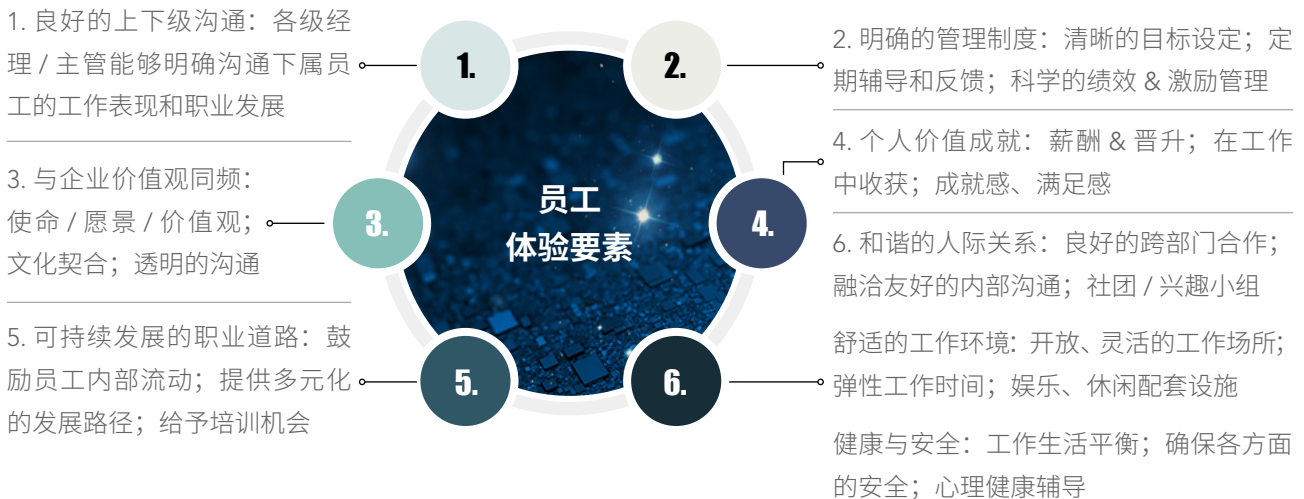 1. 良好的上下级沟通：各级经
理 / 主管能够明确沟通下属员
工的工作表现和职业发展
1.
2.
2. 明确的管理制度：清晰的目标设定；定
期辅导和反馈；科学的绩效 & 激励管理
3. 与企业价值观同频：
使命 / 愿景 / 价值观；
文化契合；透明的沟通
3.
员工
体验要素
4.
4. 个人价值成就：薪酬 & 晋升；在工作
中收获；成就感、满足感
5. 可持续发展的职业道路：鼓
励员工内部流动；提供多元化
的发展路径；给予培训机会
5.
6.
6. 和谐的人际关系：良好的跨部门合作；
融洽友好的内部沟通；社团 / 兴趣小组
舒适的工作环境：开放、灵活的工作场所；
弹性工作时间；娱乐、休闲配套设施
健康与安全：工作生活平衡；确保各方面
的安全；心理健康辅导